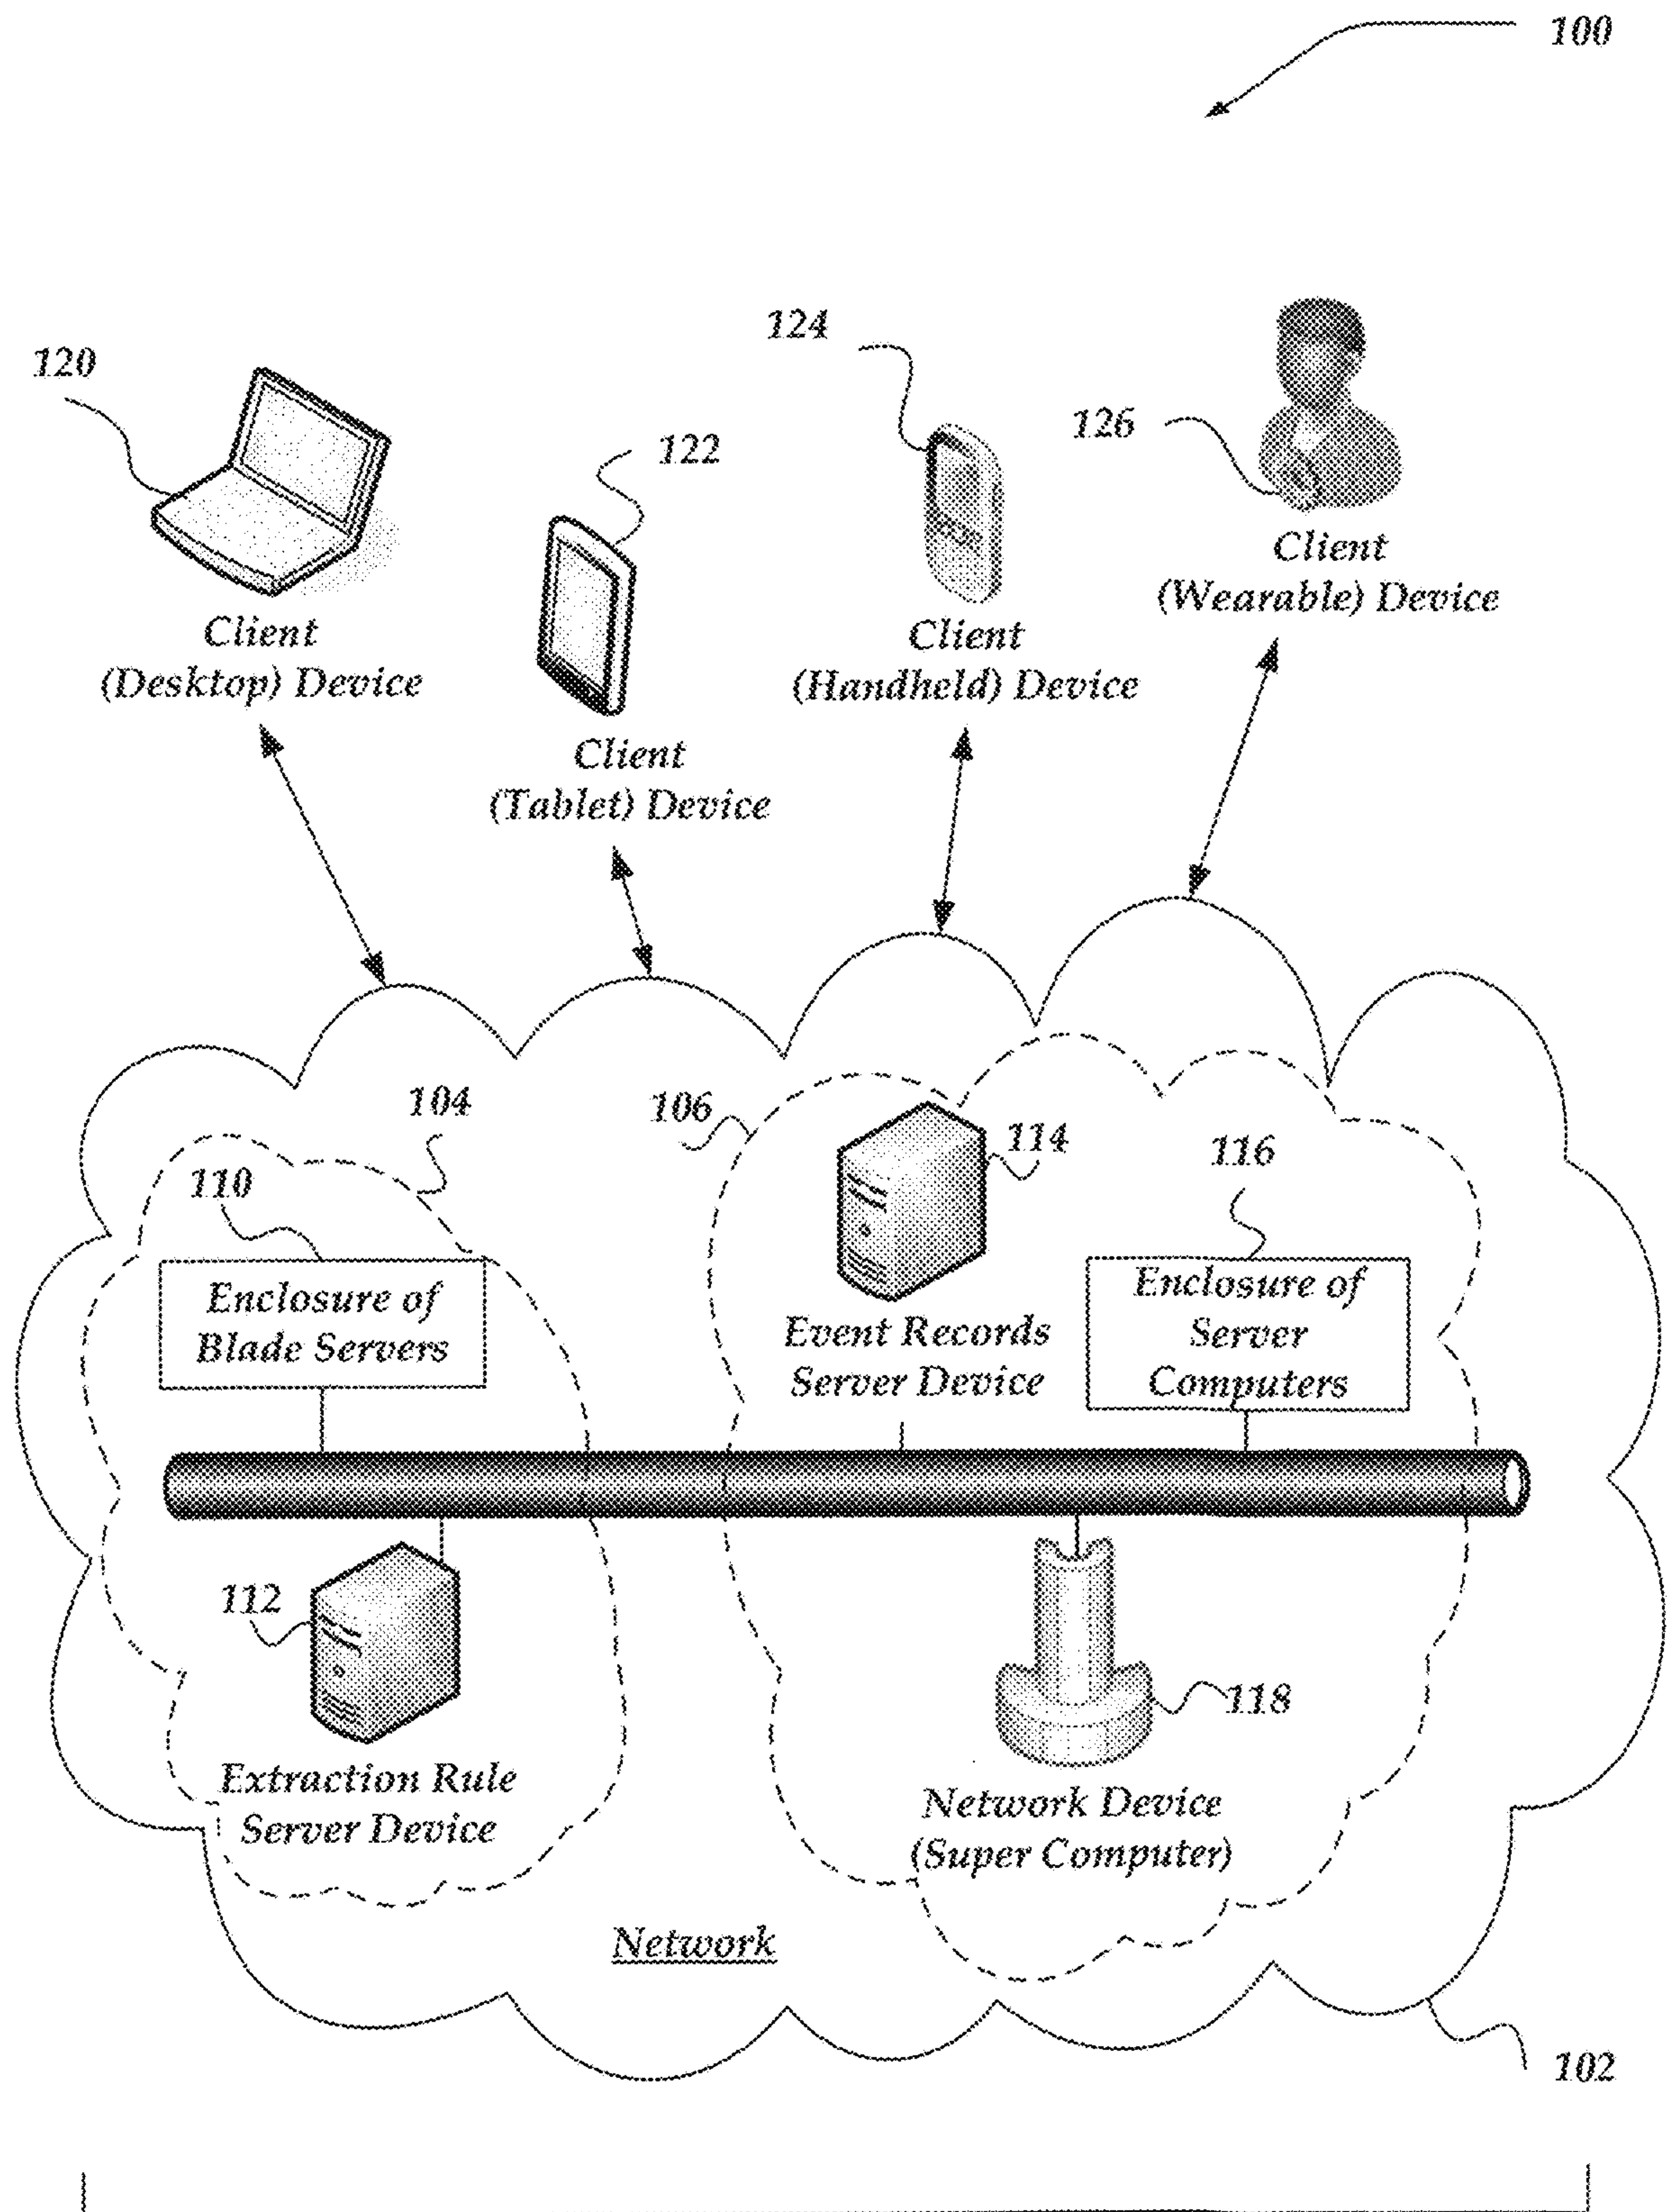 100
120
124
126
122
Client
(Desktop) Device
Client
(Tablet) Device
Client
(Handheld) Device
Client
(Wearable) Device
104
106
114
116
110
Enclosure of
Blade Servers
Event Records
Server Device
Enclosure of
Server
Computers
112
118
Extraction Rule
Server Device
Network Device
(Super Computer)
Network
102